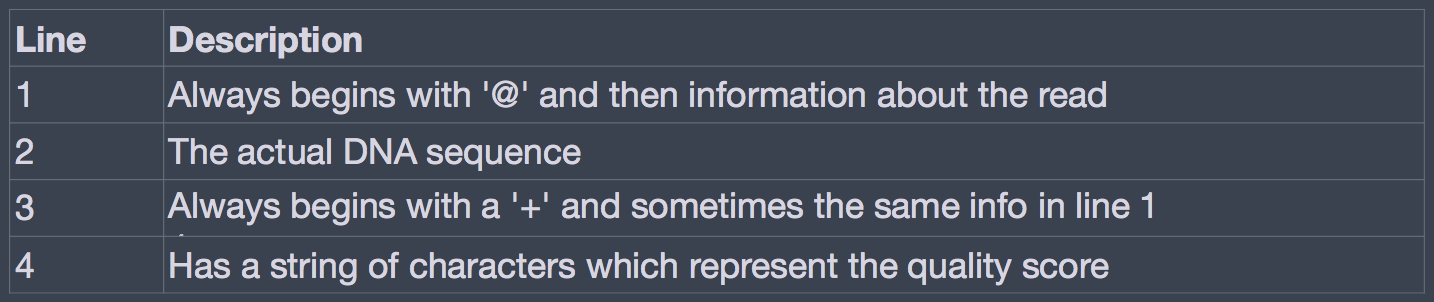 Line Description
1 Always begins with '@' and then information about the read
2 The actual DNA sequence
3 Always begins with a '+' and sometimes the same info in line 1
4 Has a string of characters which represent the quality score